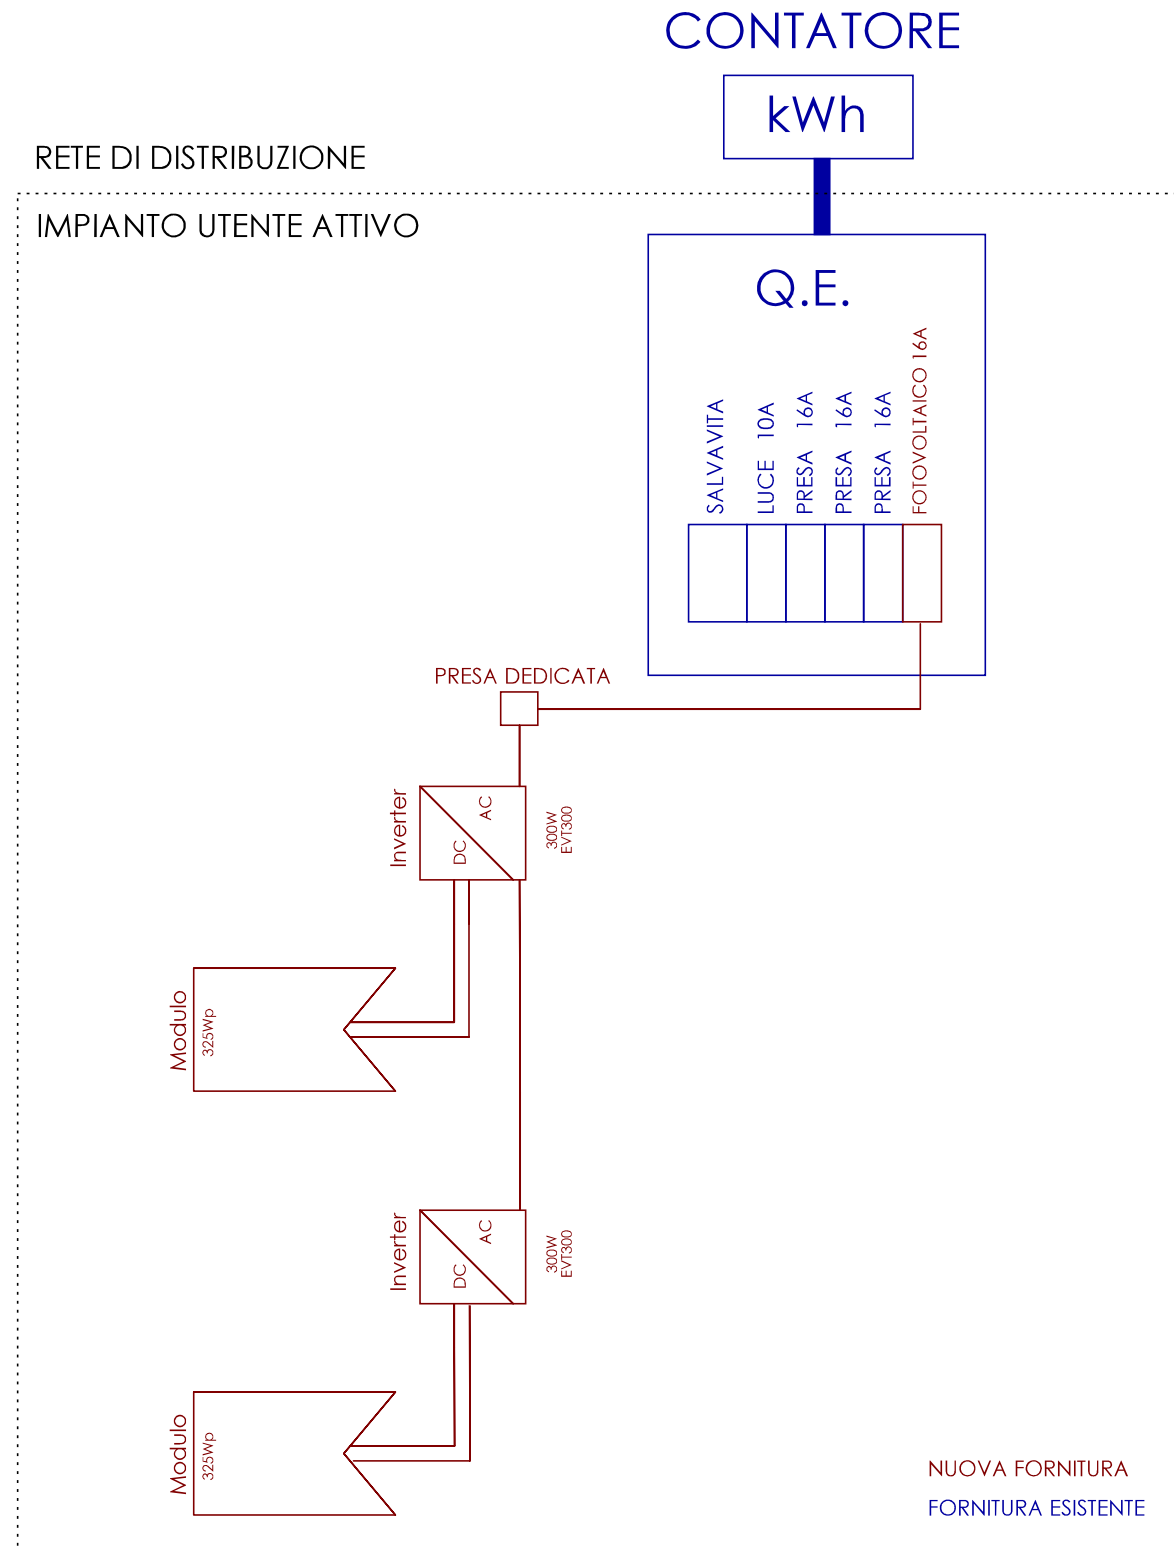 CONTATORE
kWh
RETE DI DISTRIBUZIONE
IMPIANTO UTENTE ATTIVO
Q.E.
SALVAVITA
LUCE 10A
PRESA 16A
PRESA 16A
PRESA 16A
FOTOVOLTAICO 16A
PRESA DEDICATA
Inverter
DC
AC
300W
EVT300
Modulo
325Wp
Inverter
DC
AC
300W
EVT300
Modulo
325Wp
NUOVA FORNITURA
FORNITURA ESISTENTE